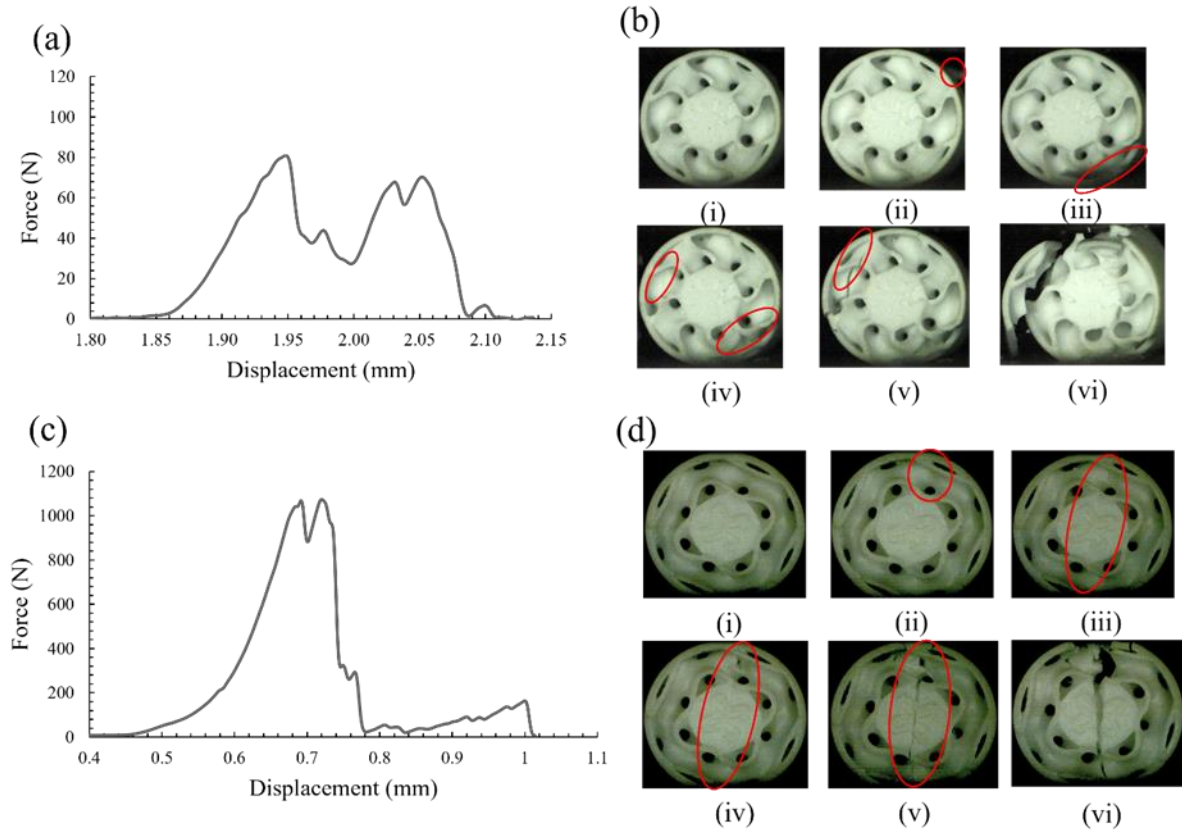 (a)
120
100
80
60
40
20
0
Force (N)
1.80 1.85 1.90 1.95 2.00 2.05 2.10 2.15
Displacement (mm)
(b)
(i) (ii) (iii)
(iv) (v) (vi)
(c)
1200
1000
800
600
400
200
0
Force (N)
0.4 0.5 0.6 0.7 0.8 0.9 1 1.1
Displacement (mm)
(d)
(i) (ii) (iii)
(iv) (v) (vi)